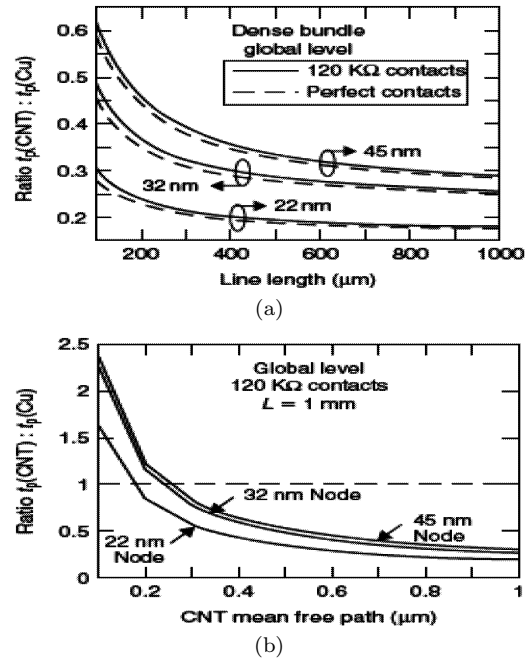 0.6
0.5
0.4
0.3
0.2
Ratio tp(CNT) : tp(Cu)
Dense bundle
global level
120 KΩ contacts
Perfect contacts
45 nm
32 nm
22 nm
200
400
600
800
1000
Line length (μm)
(a)
2.5
2
1.5
1
0.5
0
Ratio tp(CNT) : tp(Cu)
Global level
120 KΩ contacts
L = 1 mm
32 nm Node
45 nm
Node
22 nm
Node
0.2
0.4
0.6
0.8
1
CNT mean free path (μm)
(b)